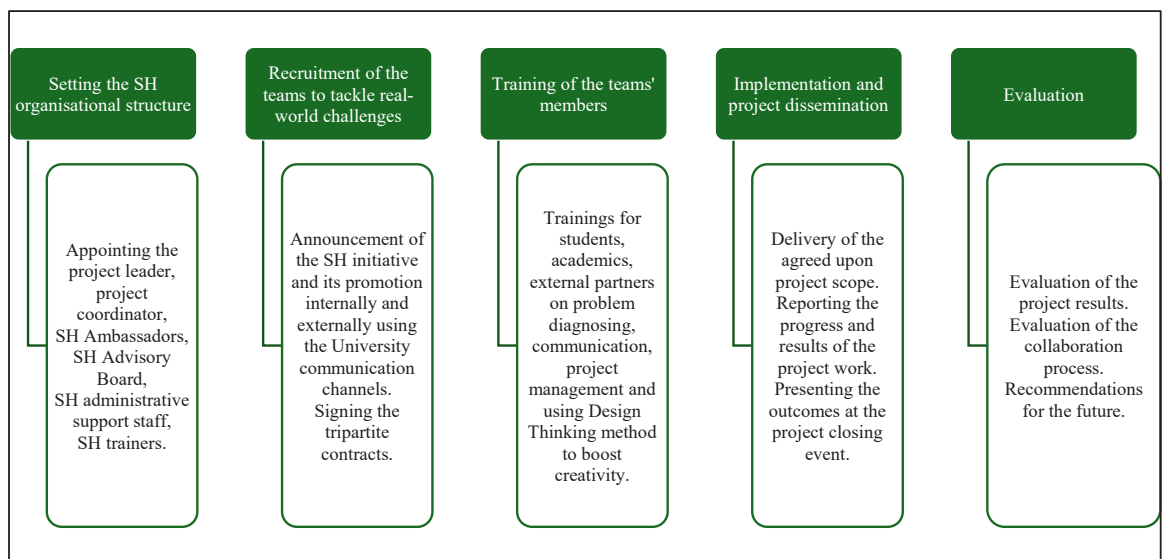 Setting the SH
organisational structure
Appointing the
project leader,
project
coordinator,
SH Ambassadors,
SH Advisory
Board,
SH administrative
support staff,
SH trainers.
Recruitment of the
teams to tackle real-
world challenges
Announcement of
the SH initiative
and its promotion
internally and
externally using
the University
communication
channels.
Signing the
tripartite
contracts.
Training of the teams'
members
Trainings for
students,
academics,
external partners
on problem
diagnosing,
communication,
project
management and
using Design
Thinking method
to boost
creativity.
Implementation and
project dissemination
Delivery of the
agreed upon
project scope.
Reporting the
progress and
results of the
project work.
Presenting the
outcomes at the
project closing
event.
Evaluation
Evaluation of the
project results.
Evaluation of the
collaboration
process.
Recommendations
for the future.